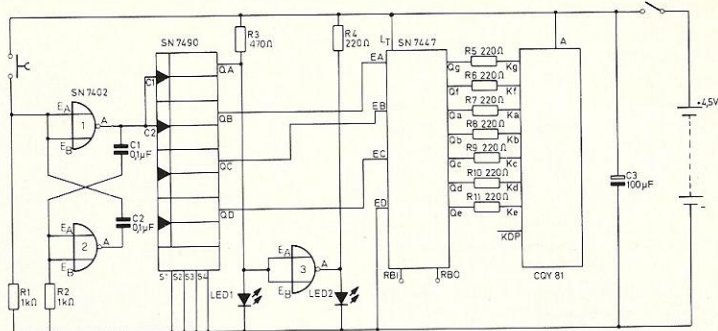 SN 7490
R3
470Ω
R4
220Ω
LT
SN 7447
A
+4,5V
-
SN 7402
EA
1
A
EB
C1
0,1µF
C2
0,1µF
EA
2
A
EB
R1
1kΩ
R2
1kΩ
C1
C2
QA
QB
QC
QD
S1 S2 S3 S4
LED1
EA
3
A
EB
LED2
EA
EB
EC
ED
RBI
RBO
Qg R5 220Ω Kg
Qf R6 220Ω Kf
Qa R7 220Ω Ka
Qb R8 220Ω Kb
Qc R9 220Ω Kc
Qd R10 220Ω Kd
Qe R11 220Ω Ke
KDP
CQY 81
C3
100µF